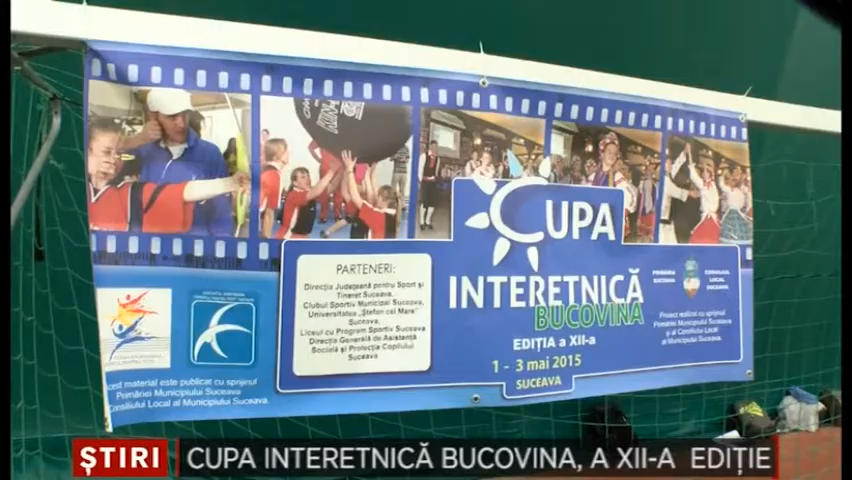 CUPA
INTERETNICĂ
BUCOVINA
EDIȚIA a XII-a
1 - 3 mai 2015
SUCEAVA
PARTENERI:
Direcția Județeană pentru Sport și
Tineret Suceava,
Clubul Sportiv Municipal Suceava,
Universitatea „Ștefan cel Mare"
Suceava,
Liceul cu Program Sportiv Suceava
Direcția Generală de Asistență
Socială și Protecția Copilului
Suceava
PRIMĂRIA
SUCEAVA
CONSILIUL
LOCAL
SUCEAVA
Proiect realizat cu sprijinul
Primăriei Municipiului Suceava
și al Consiliului Local
al Municipiului Suceava.
acest material este publicat cu sprijinul
Primăriei Municipiului Suceava
Consiliului Local al Municipiului Suceava.
ȘTIRI
CUPA INTERETNICĂ BUCOVINA, A XII-A EDIȚIE